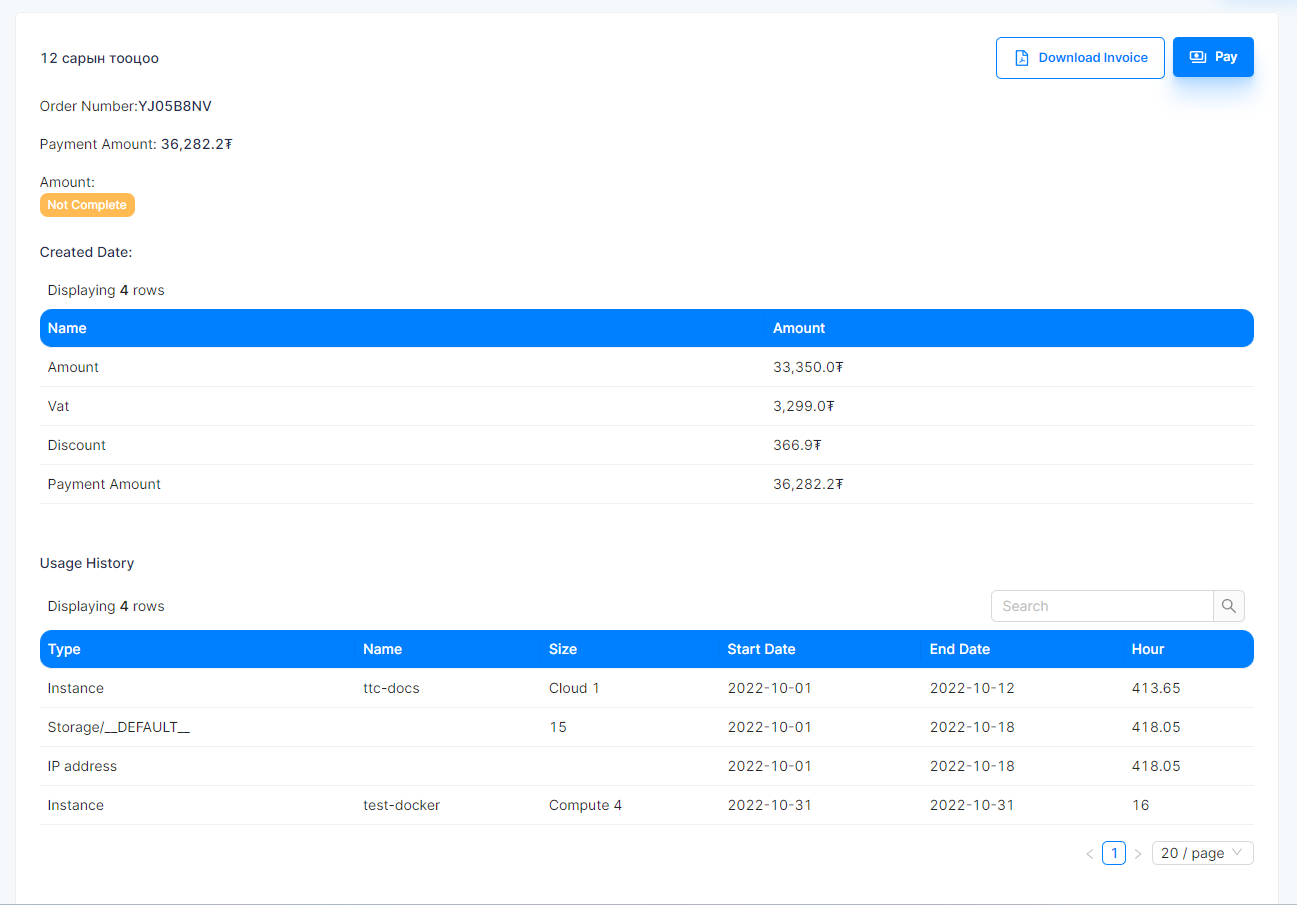 12 сарын тооцоо
Download Invoice
Pay
Order Number:YJ05B8NV
Payment Amount: 36,282.2₮
Amount:
Not Complete
Created Date:
Displaying 4 rows
Name Amount
Amount 33,350.0₮
Vat 3,299.0₮
Discount 366.9₮
Payment Amount 36,282.2₮
Usage History
Displaying 4 rows
Search
Type Name Size Start Date End Date Hour
Instance ttc-docs Cloud 1 2022-10-01 2022-10-12 413.65
Storage/__DEFAULT__ 15 2022-10-01 2022-10-18 418.05
IP address 2022-10-01 2022-10-18 418.05
Instance test-docker Compute 4 2022-10-31 2022-10-31 16
< 1 > 20 / page